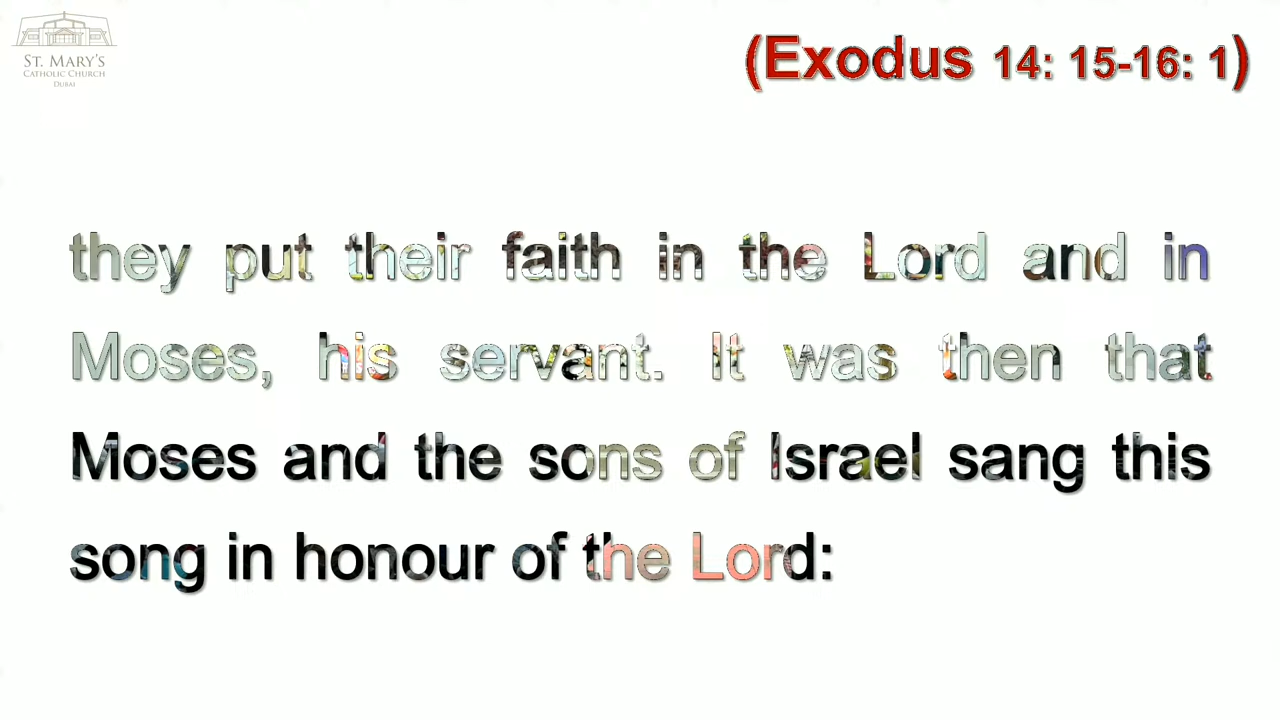 ST. MARY'S
CATHOLIC CHURCH
DUBAI
(Exodus 14: 15-16: 1)
they put their faith in the Lord and in
Moses, his servant. It was then that
Moses and the sons of Israel sang this
song in honour of the Lord: